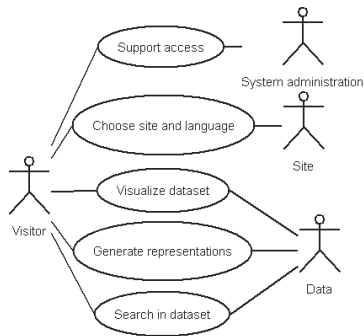 Support access
System administration
Choose site and language
Site
Visualize dataset
Visitor
Generate representations
Data
Search in dataset